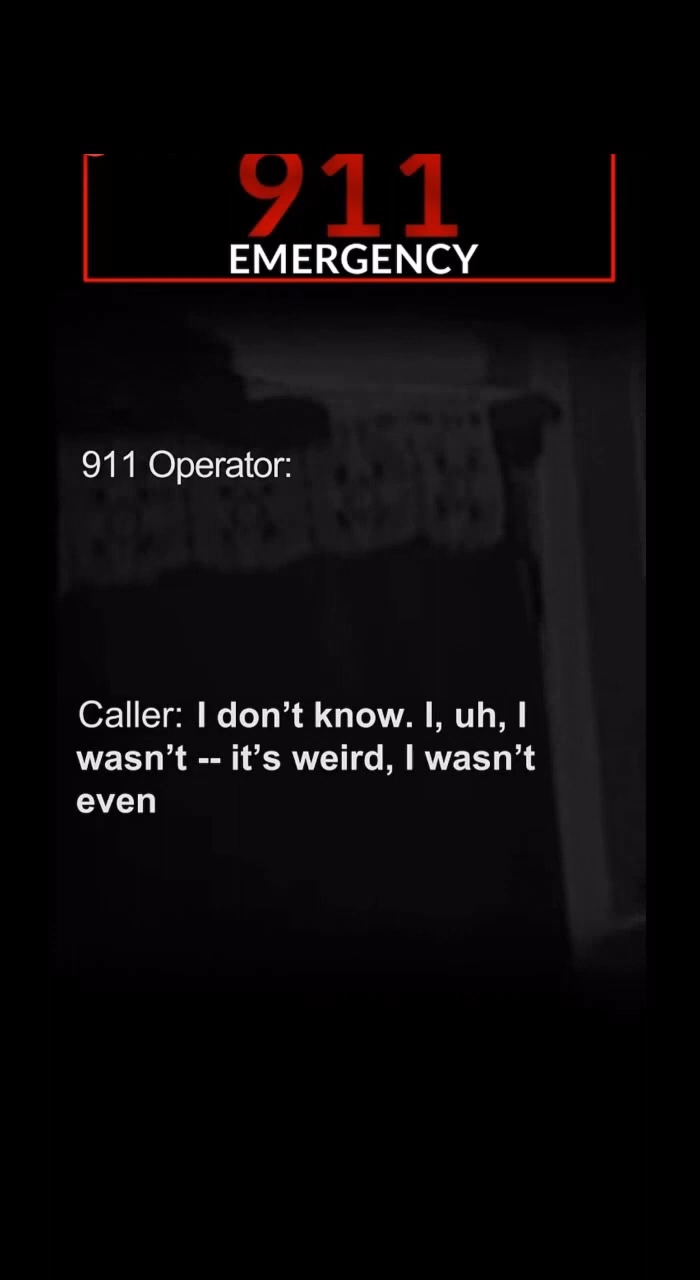 911
EMERGENCY
911 Operator:
Caller: I don’t know. I, uh, I
wasn’t -- it’s weird, I wasn’t
even